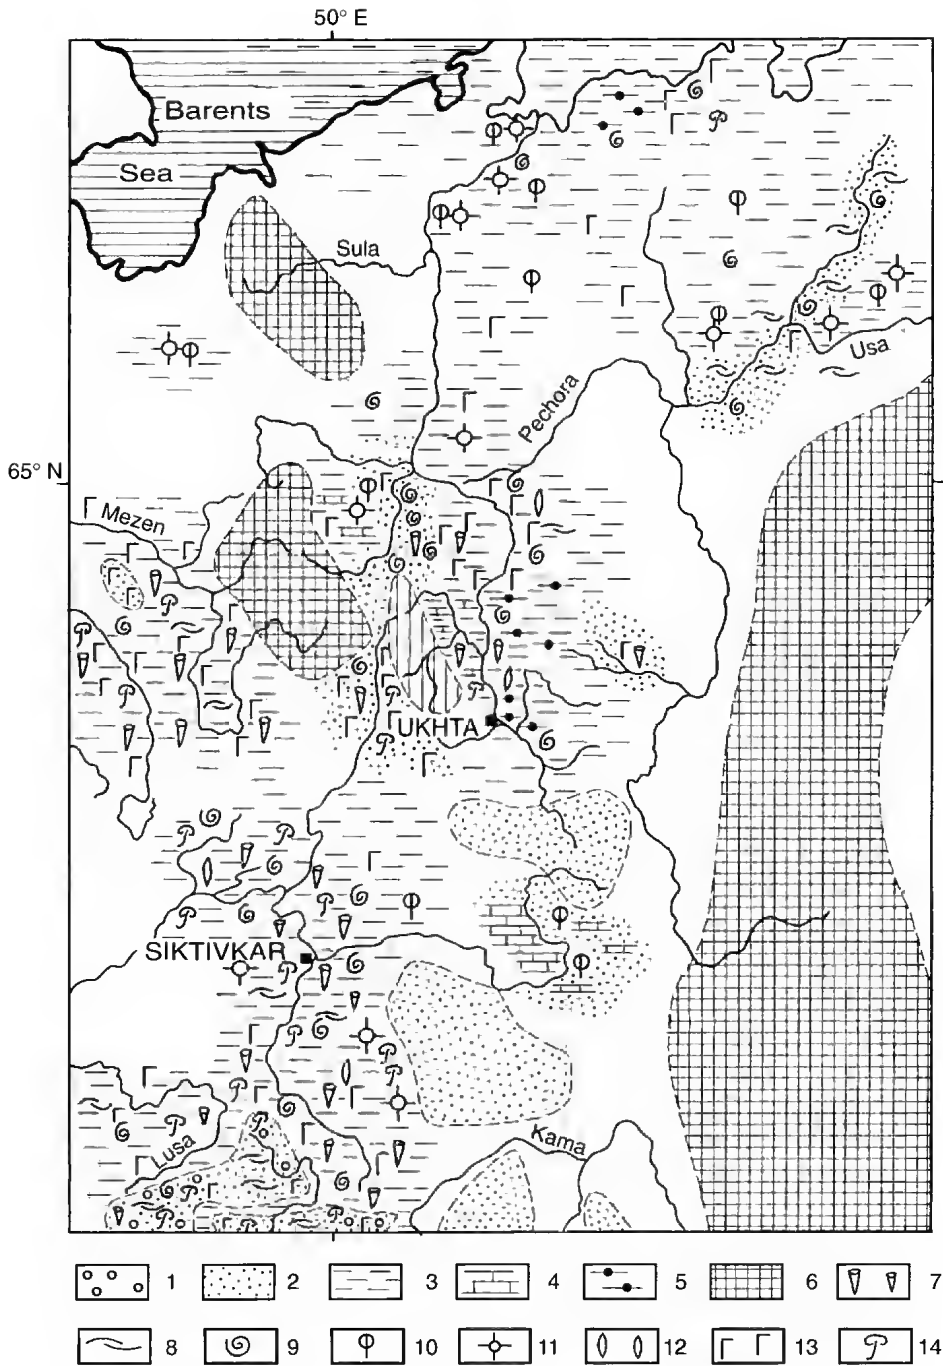 50° E
Barents
Sea
Sula
Usa
Pechora
65° N
Mezen
UKHTA
SIKTIVKAR
Kama
Lusa
1 2 3 4 5 6 7
8 9 10 11 12 13 14